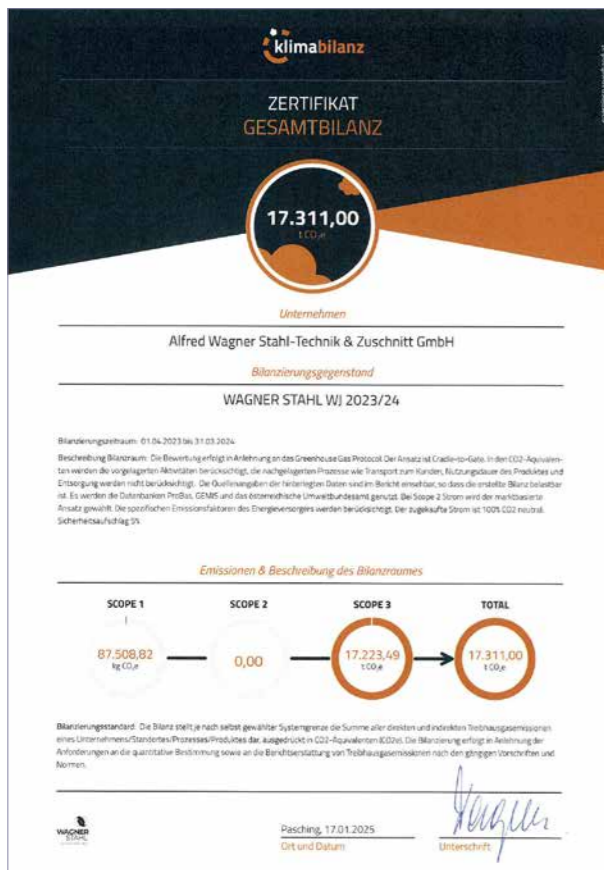 klimabilanz
ZERTIFIKAT
GESAMTBILANZ
17.311,00
t CO₂e
Unternehmen
Alfred Wagner Stahl-Technik & Zuschnitt GmbH
Bilanzierungsgegenstand
WAGNER STAHL WJ 2023/24
Bilanzierungszeitraum: 01.04.2023 bis 31.03.2024
Beschreibung Bilanzraum: Die Bewertung erfolgt in Anlehnung an das Greenhouse Gas Protocol. Der Ansatz ist Cradle-to-Gate. In den CO2-Äquivalen-
ten werden die vorgelagerten Aktivitäten berücksichtigt, die nachgelagerten Prozesse wie Transport zum Kunden, Nutzungsdauer des Produktes und
Entsorgung werden nicht berücksichtigt. Die Quellenangaben der hinterlegten Daten sind im Bericht einsehbar, so dass die erstellte Bilanz belastbar
ist. Es werden die Datenbanken ProBas, GEMIS und das österreichische Umweltbundesamt genutzt. Bei Scope 2 Strom wird der marktbasierte
Ansatz gewählt. Die spezifischen Emissionsfaktoren des Energieversorgers werden berücksichtigt. Der zugekaufte Strom ist 100% CO2 neutral.
Sicherheitsaufschlag 5%
Emissionen & Beschreibung des Bilanzraumes
SCOPE 1 SCOPE 2 SCOPE 3 TOTAL
87.508,82 0,00 17.223,49 17.311,00
kg CO₂e t CO₂e t CO₂e
Bilanzierungsstandard: Die Bilanz stellt je nach selbst gewählter Systemgrenze die Summe aller direkten und indirekten Treibhausgasemissionen
eines Unternehmens/Standortes/Prozesses/Produktes dar, ausgedrückt in CO2-Äquivalenten (CO2e). Die Bilanzierung erfolgt in Anlehnung der
Anforderungen an die quantitative Bestimmung sowie an die Berichtserstattung von Treibhausgasemissionen nach den gängigen Vorschriften und
Normen.
WAGNER
STAHL
Pasching, 17.01.2025
Ort und Datum
Unterschrift